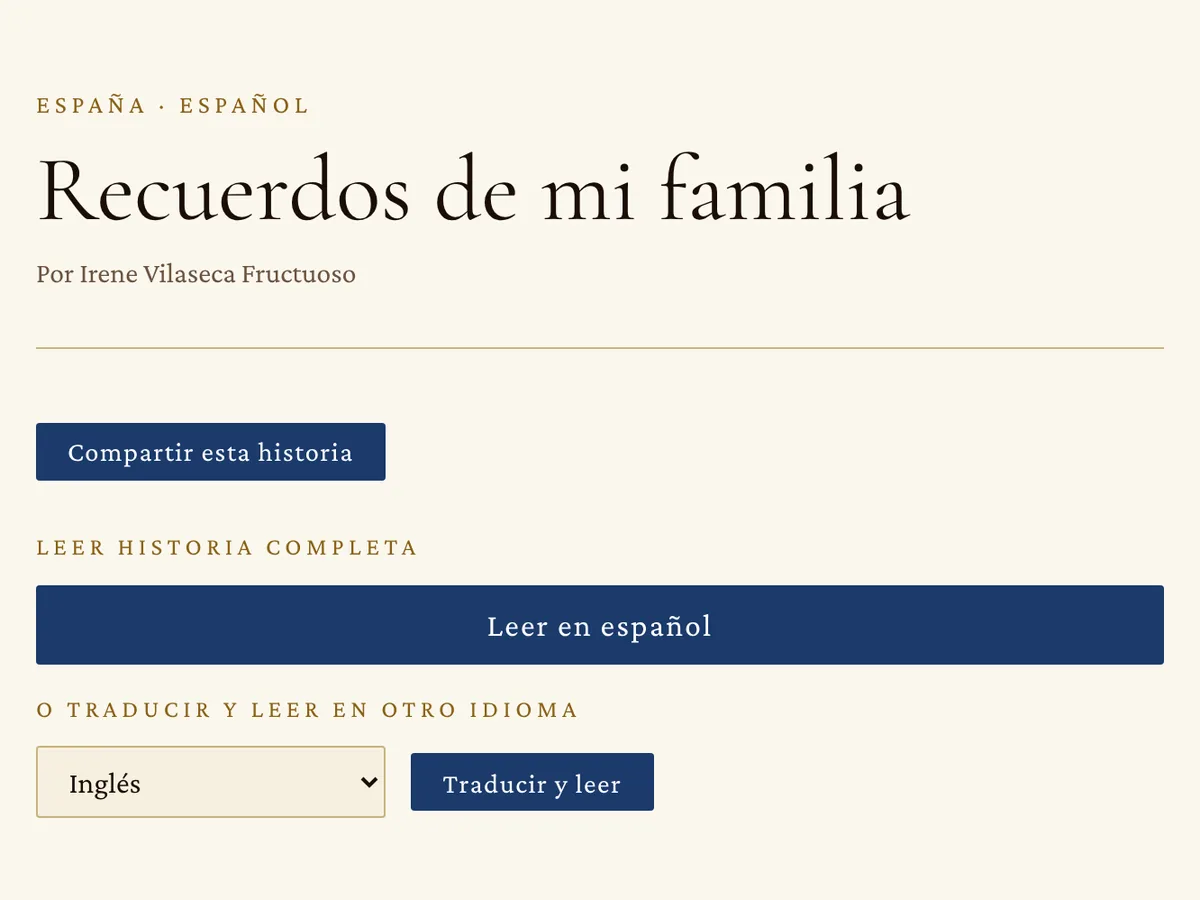 ESPAÑA · ESPAÑOL
Recuerdos de mi familia
Por Irene Vilaseca Fructuoso
Compartir esta historia
LEER HISTORIA COMPLETA
Leer en español
O TRADUCIR Y LEER EN OTRO IDIOMA
Inglés
Traducir y leer